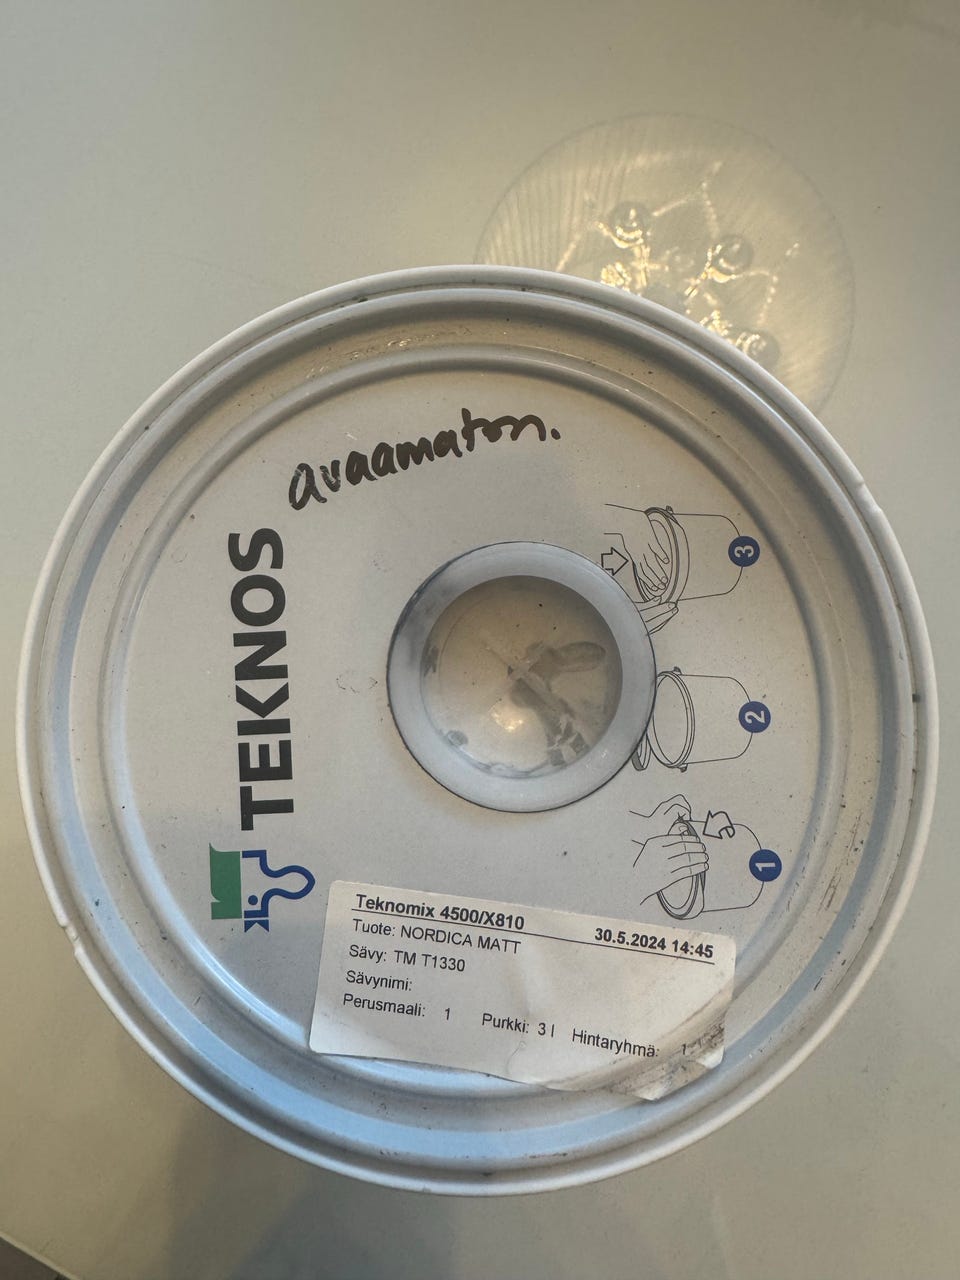 avaamaton.
TEKNOS
3
2
1
Teknomix 4500/X810 30.5.2024 14:45
Tuote: NORDICA MATT
Sävy: TM T1330
Sävynimi:
Perusmaali: 1 Purkki: 3 l Hintaryhmä: 1